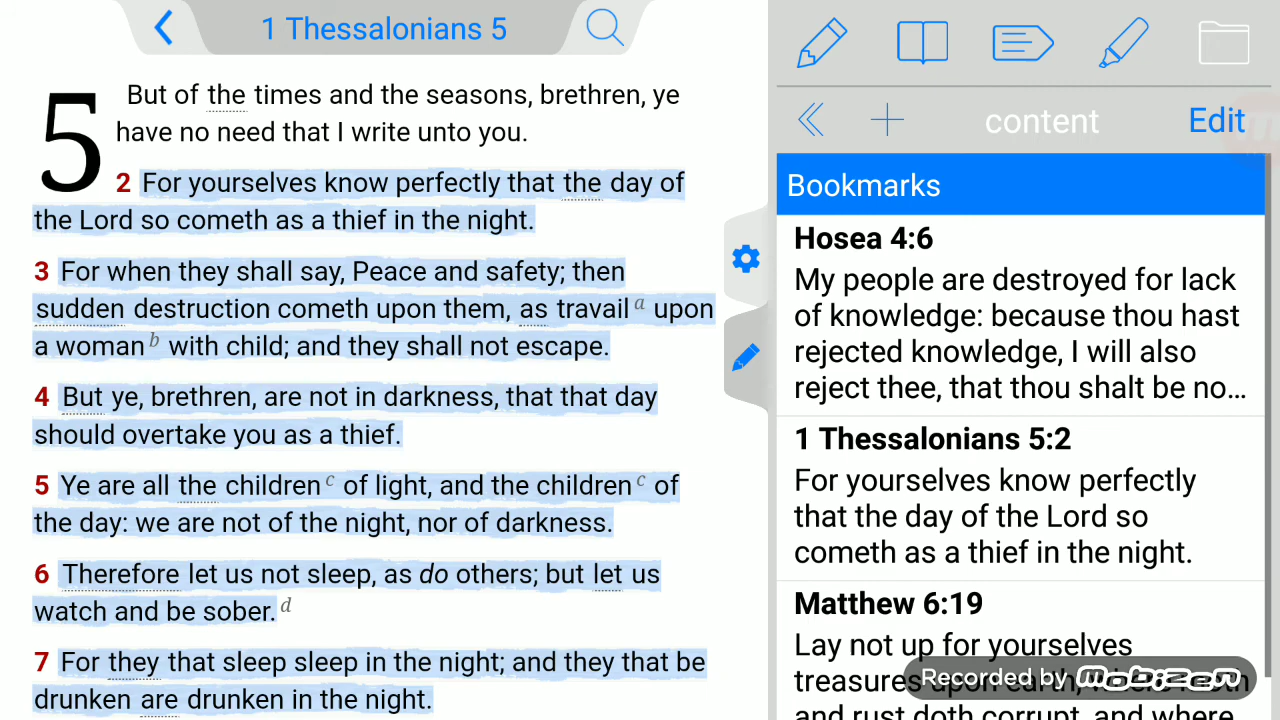 1 Thessalonians 5
5 But of the times and the seasons, brethren, ye
have no need that I write unto you.
2 For yourselves know perfectly that the day of
the Lord so cometh as a thief in the night.
3 For when they shall say, Peace and safety; then
sudden destruction cometh upon them, as travail a upon
a woman b with child; and they shall not escape.
4 But ye, brethren, are not in darkness, that that day
should overtake you as a thief.
5 Ye are all the children c of light, and the children c of
the day: we are not of the night, nor of darkness.
6 Therefore let us not sleep, as do others; but let us
watch and be sober. d
7 For they that sleep sleep in the night; and they that be
drunken are drunken in the night.
content
Edit
Bookmarks
Hosea 4:6
My people are destroyed for lack
of knowledge: because thou hast
rejected knowledge, I will also
reject thee, that thou shalt be no...
1 Thessalonians 5:2
For yourselves know perfectly
that the day of the Lord so
cometh as a thief in the night.
Matthew 6:19
Lay not up for yourselves
treasures upon earth,
and rust doth corrupt, and where
Recorded by MOBIZEN